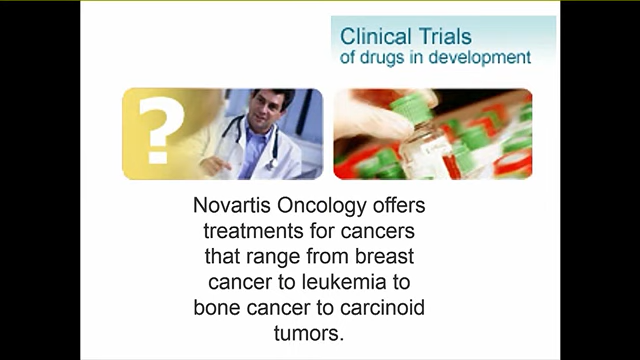 Clinical Trials
of drugs in development
?
Novartis Oncology offers
treatments for cancers
that range from breast
cancer to leukemia to
bone cancer to carcinoid
tumors.